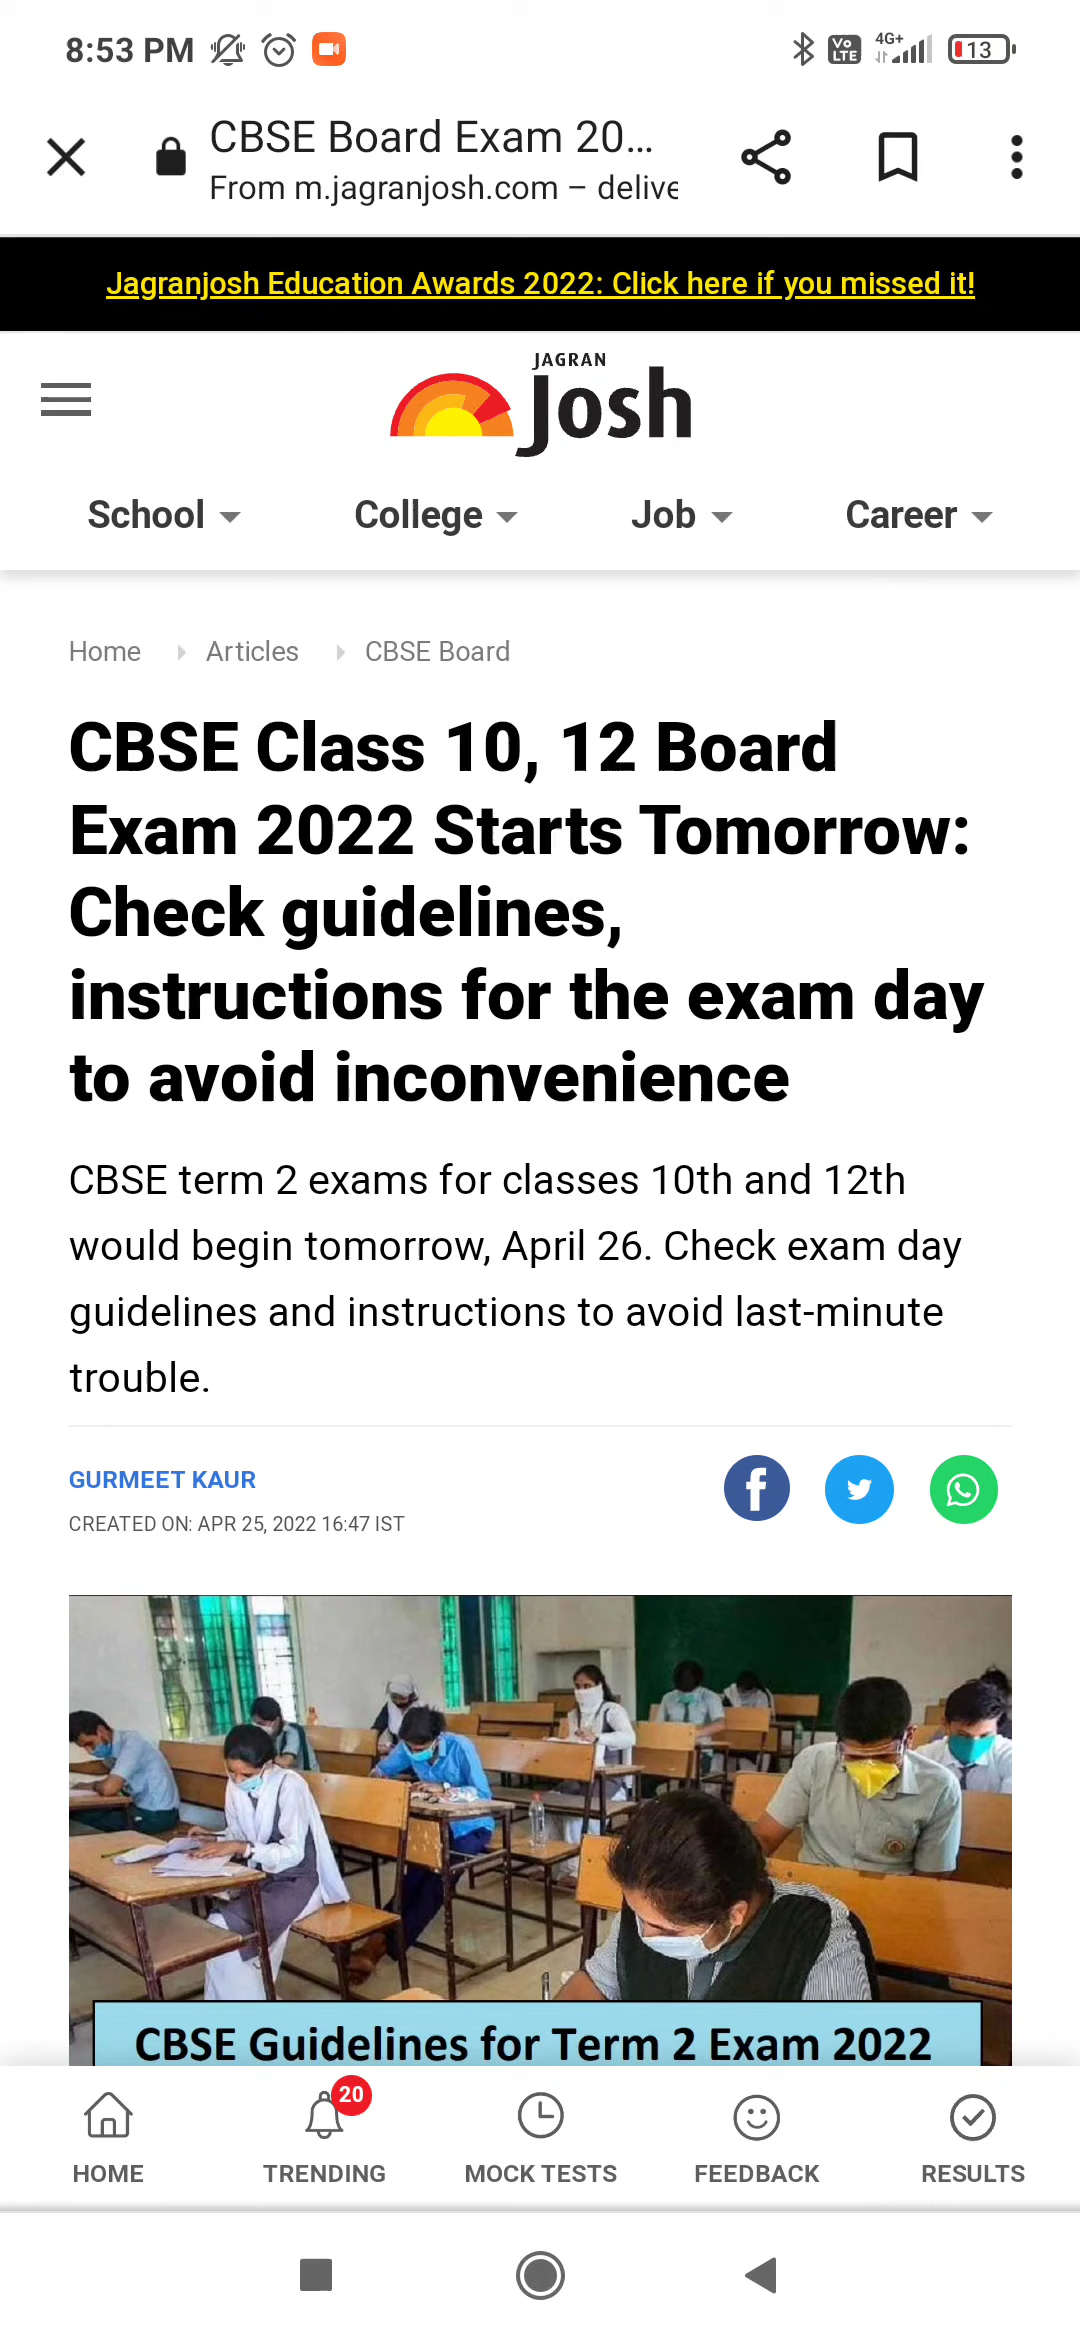 8:53 PM
Vo
LTE
4G+
13
CBSE Board Exam 20...
From m.jagranjosh.com – delive
Jagranjosh Education Awards 2022: Click here if you missed it!
JAGRAN
Josh
School
College
Job
Career
Home
Articles
CBSE Board
CBSE Class 10, 12 Board
Exam 2022 Starts Tomorrow:
Check guidelines,
instructions for the exam day
to avoid inconvenience
CBSE term 2 exams for classes 10th and 12th
would begin tomorrow, April 26. Check exam day
guidelines and instructions to avoid last-minute
trouble.
GURMEET KAUR
CREATED ON: APR 25, 2022 16:47 IST
CBSE Guidelines for Term 2 Exam 2022
20
HOME
TRENDING
MOCK TESTS
FEEDBACK
RESULTS